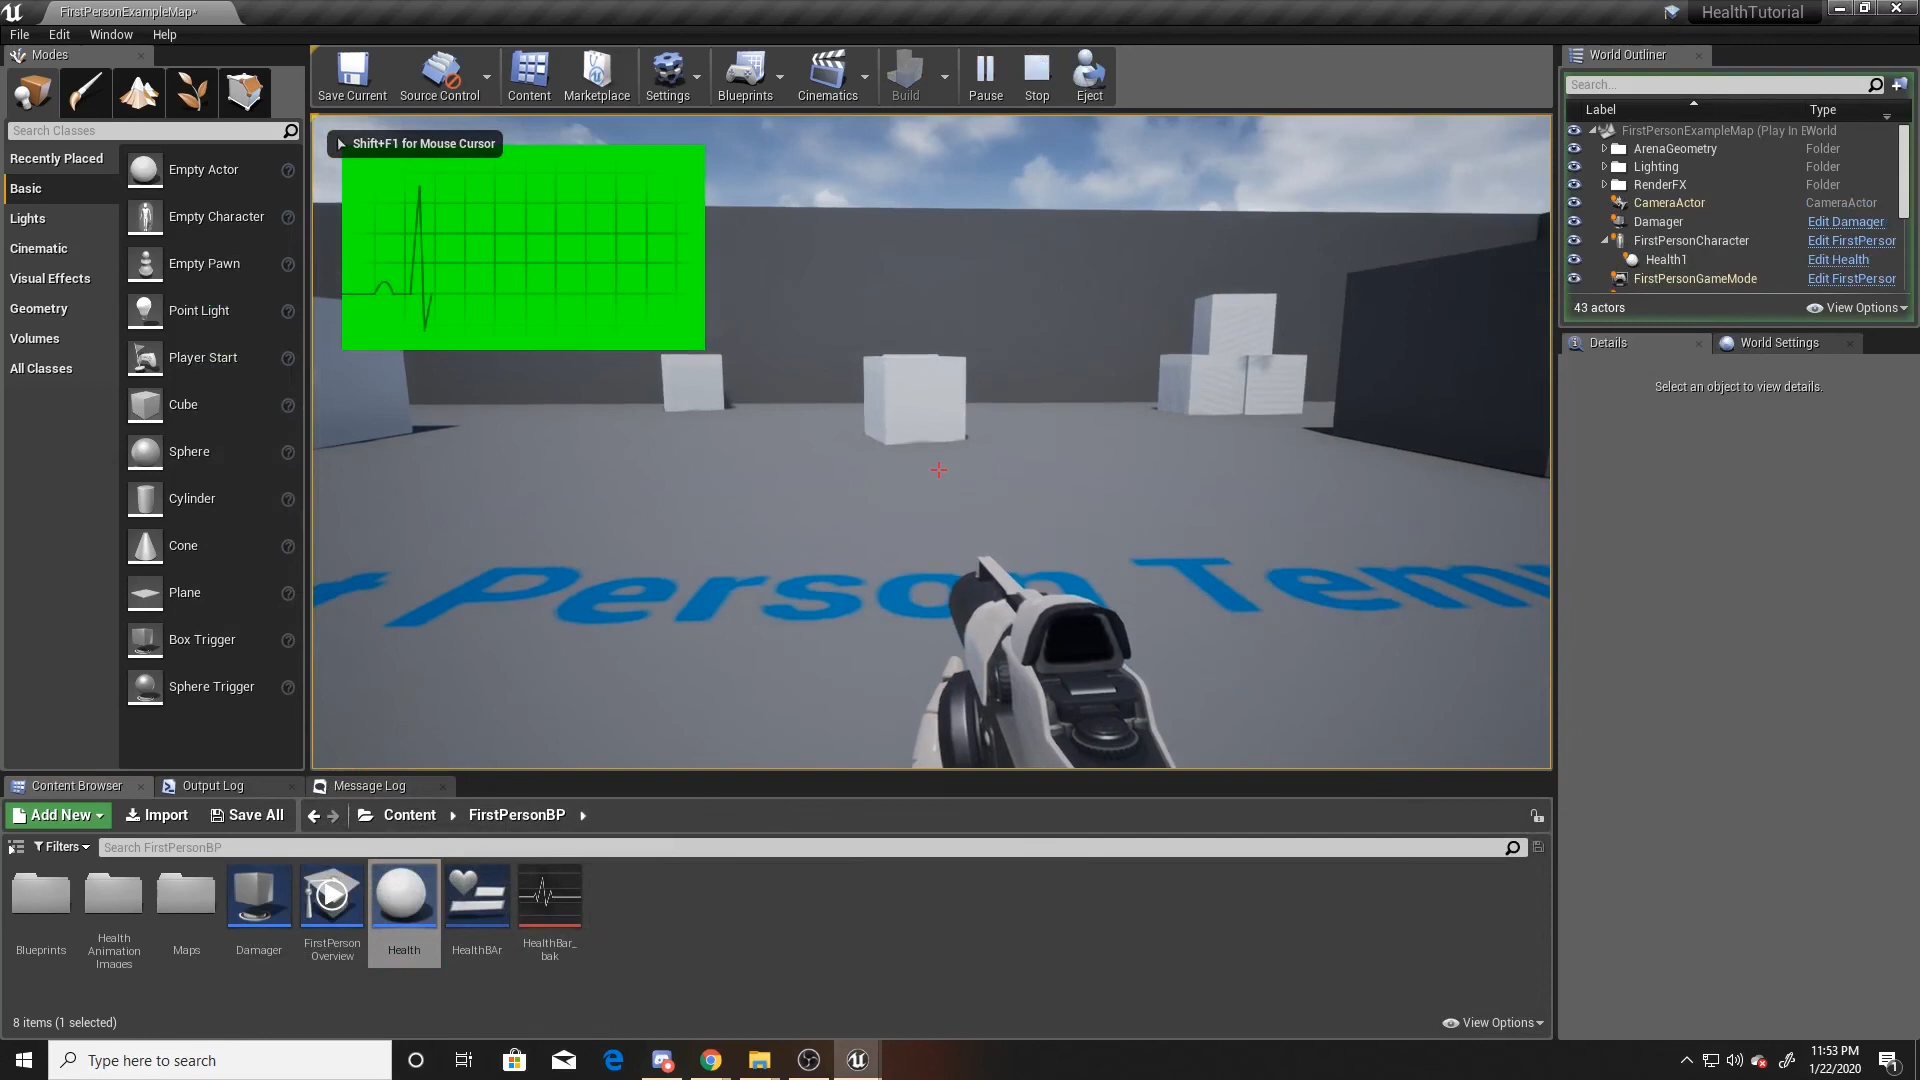 FirstPersonExampleMap*
HealthTutorial
File Edit Window Help
Modes
Search Classes
Recently Placed
Basic
Lights
Cinematic
Visual Effects
Geometry
Volumes
All Classes
Empty Actor
Empty Character
Empty Pawn
Point Light
Player Start
Cube
Sphere
Cylinder
Cone
Plane
Box Trigger
Sphere Trigger
Save Current Source Control Content Marketplace Settings Blueprints Cinematics Build Pause Stop Eject
Shift+F1 for Mouse Cursor
r Person Tem
World Outliner
Search...
Label Type
FirstPersonExampleMap (Play In E World
ArenaGeometry Folder
Lighting Folder
RenderFX Folder
CameraActor CameraActor
Damager Edit Damager
FirstPersonCharacter Edit FirstPersor
Health1 Edit Health
FirstPersonGameMode Edit FirstPersor
43 actors View Options
Details World Settings
Select an object to view details.
Content Browser Output Log Message Log
Add New Import Save All Content FirstPersonBP
Filters Search FirstPersonBP
Blueprints
Health Animation Images
Maps
Damager
FirstPerson Overview
Health
HealthBAr
HealthBar_ bak
8 items (1 selected) View Options
Type here to search
11:53 PM
1/22/2020
1